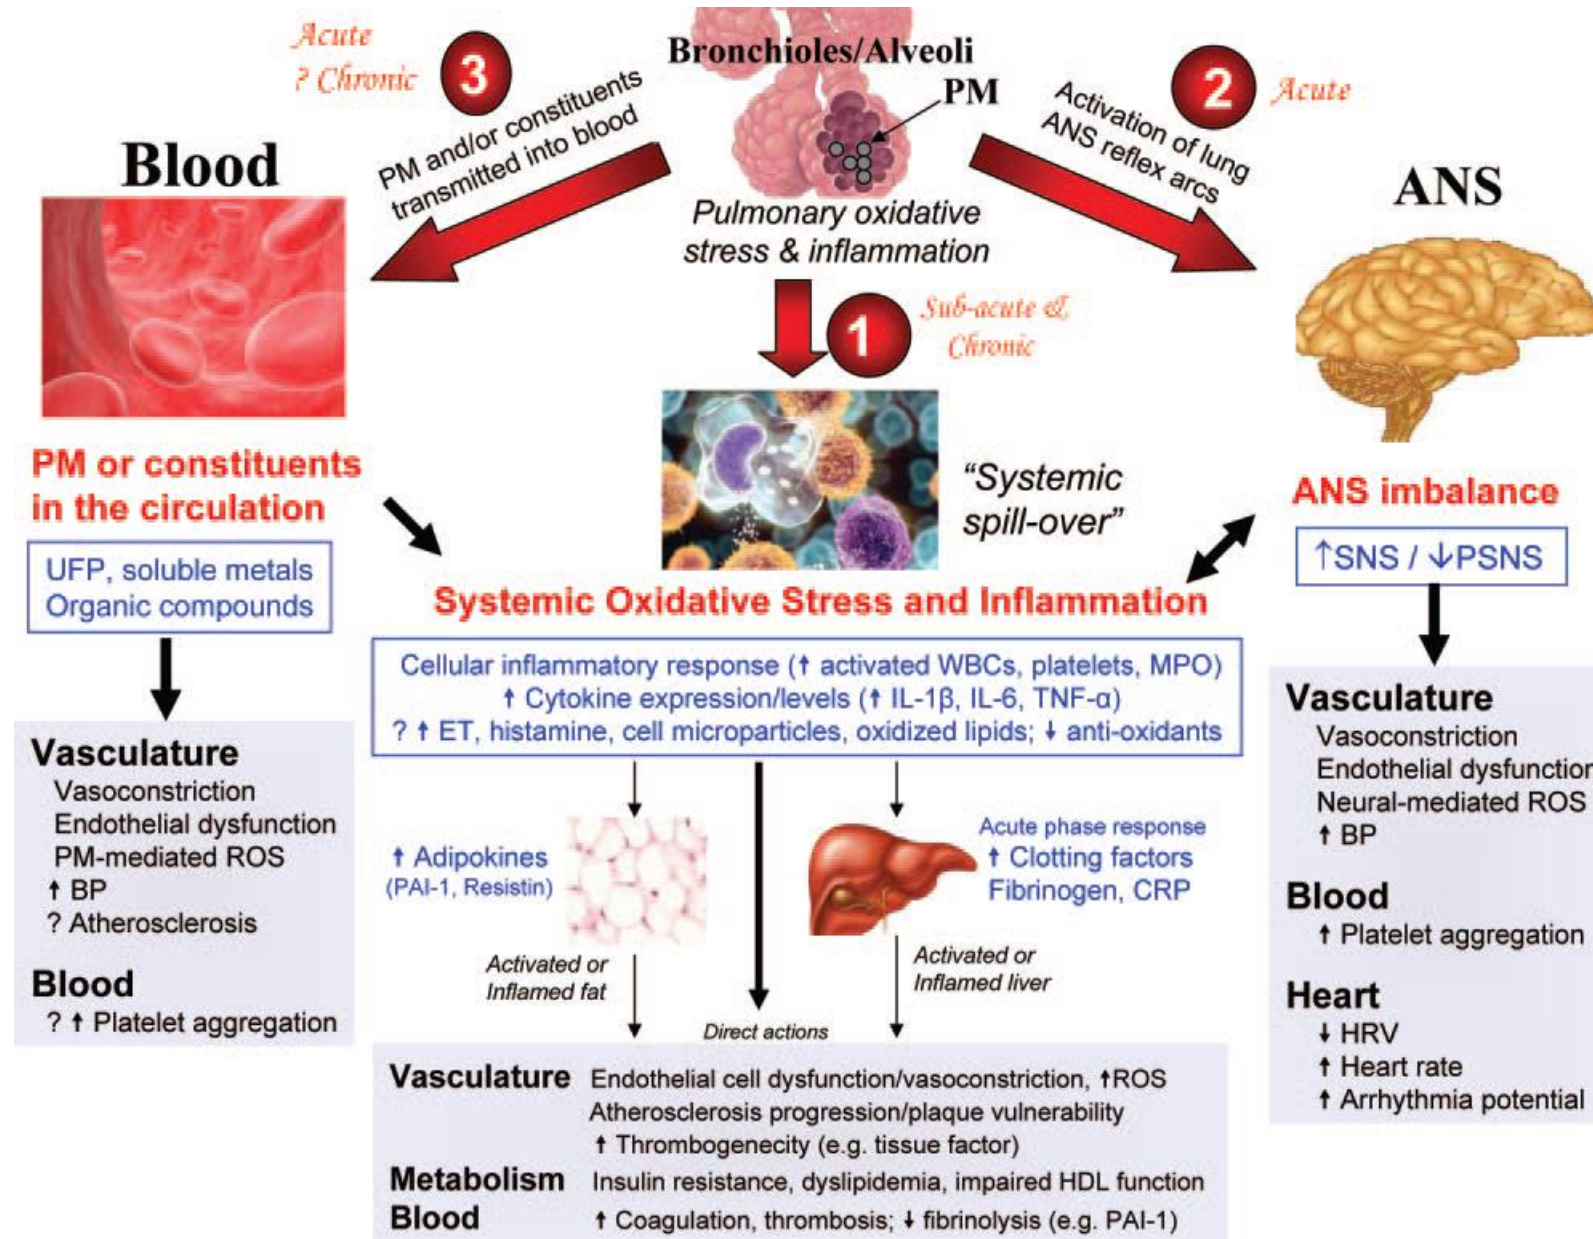 Acute
? Chronic
3
PM and/or constituents
transmitted into blood
Bronchioles/Alveoli
PM
Pulmonary oxidative
stress & inflammation
2
Acute
Activation of lung
ANS reflex arcs
Blood
ANS
1
Sub-acute &
Chronic
"Systemic
spill-over"
PM or constituents
in the circulation
UFP, soluble metals
Organic compounds
Vasculature
Vasoconstriction
Endothelial dysfunction
PM-mediated ROS
↑ BP
? Atherosclerosis
Blood
? ↑ Platelet aggregation
Systemic Oxidative Stress and Inflammation
Cellular inflammatory response (↑ activated WBCs, platelets, MPO)
↑ Cytokine expression/levels (↑ IL-1β, IL-6, TNF-α)
? ↑ ET, histamine, cell microparticles, oxidized lipids; ↓ anti-oxidants
↑ Adipokines
(PAI-1, Resistin)
Activated or
Inflamed fat
Acute phase response
↑ Clotting factors
Fibrinogen, CRP
Activated or
Inflamed liver
Direct actions
Vasculature Endothelial cell dysfunction/vasoconstriction, ↑ROS
Atherosclerosis progression/plaque vulnerability
↑ Thrombogenecity (e.g. tissue factor)
Metabolism Insulin resistance, dyslipidemia, impaired HDL function
Blood ↑ Coagulation, thrombosis; ↓ fibrinolysis (e.g. PAI-1)
ANS imbalance
↑SNS / ↓PSNS
Vasculature
Vasoconstriction
Endothelial dysfunction
Neural-mediated ROS
↑ BP
Blood
↑ Platelet aggregation
Heart
↓ HRV
↑ Heart rate
↑ Arrhythmia potential